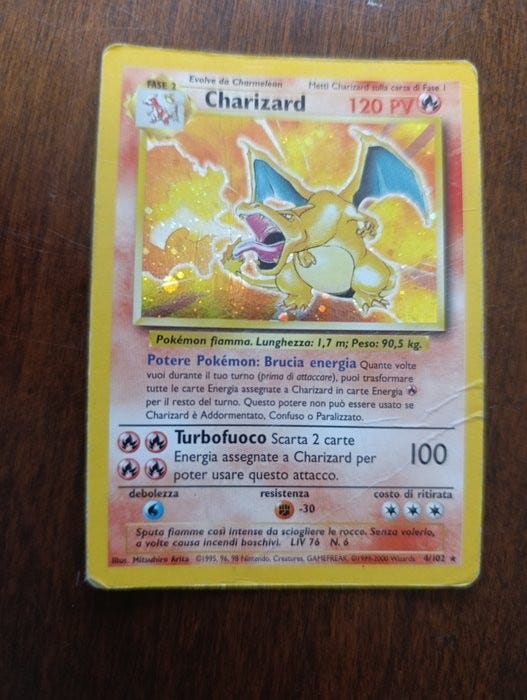 FASE 2
Evolve da Charmeleon
Metti Charizard sulla carta di Fase 1
Charizard
120 PV
Pokémon fiamma. Lunghezza: 1,7 m; Peso: 90,5 kg.
Potere Pokémon: Brucia energia Quante volte
vuoi durante il tuo turno (prima di attaccare), puoi trasformare
tutte le carte Energia assegnate a Charizard in carte Energia
per il resto del turno. Questo potere non può essere usato se
Charizard è Addormentato, Confuso o Paralizzato.
Turbofuoco Scarta 2 carte
Energia assegnate a Charizard per
poter usare questo attacco.
100
debolezza
resistenza
costo di ritirata
-30
Sputa fiamme così intense da sciogliere le rocce. Senza volerlo,
a volte causa incendi boschivi. LIV 76 N. 6
Illus. Mitsuhiro Arita ©1995, 96, 98 Nintendo, Creatures, GAMEFREAK. ©1999-2000 Wizards. 4/102 ★